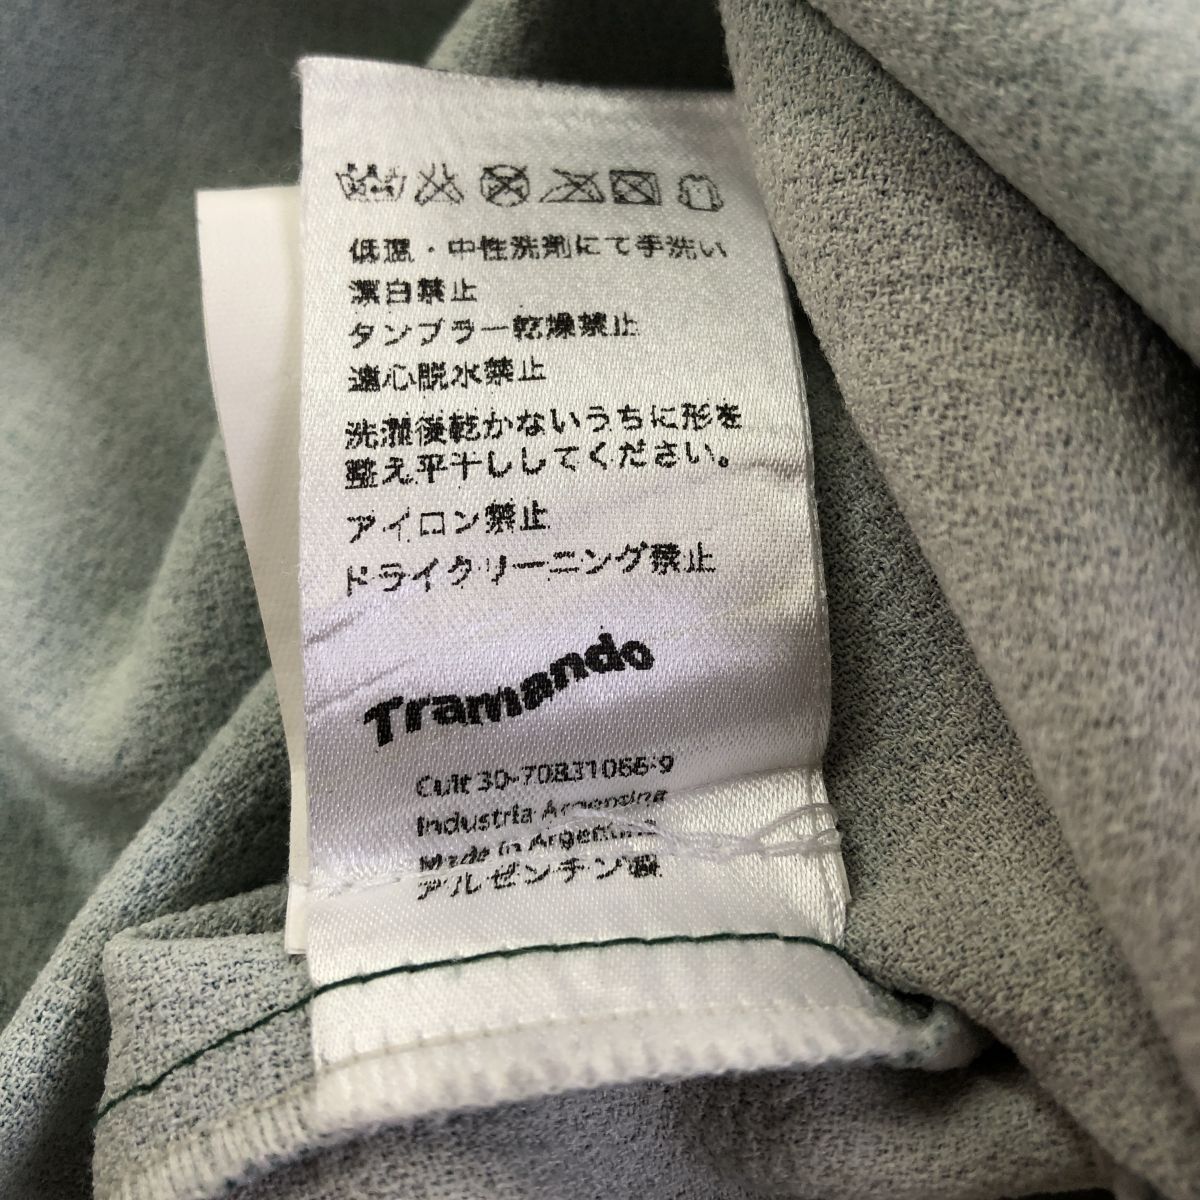 低温・中性洗剤にて手洗い
漂白禁止
タンブラー乾燥禁止
遠心脱水禁止
洗濯後乾かないうちに形を
整え平干ししてください。
アイロン禁止
ドライクリーニング禁止
Tramando
Cuit 30-70831066-9
Industria Argentina
Made in Argentina
アルゼンチン製